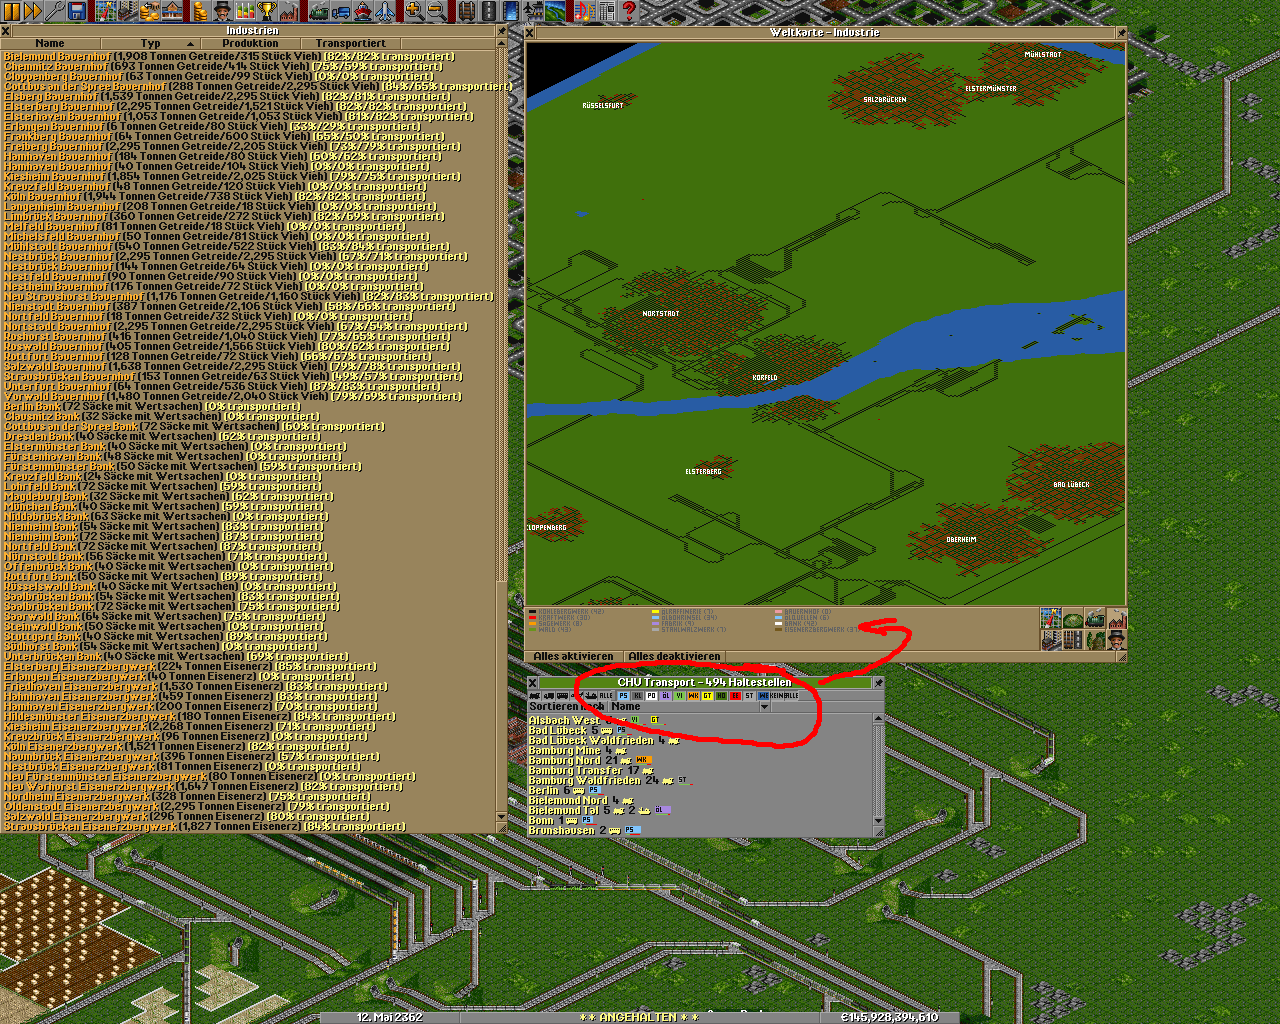 Industrien
Name Typ Produktion Transportiert
Bielemund Bauernhof (1,908 Tonnen Getreide/315 Stück Vieh) (82%/82% transportiert)
Chemnitz Bauernhof (693 Tonnen Getreide/414 Stück Vieh) (75%/59% transportiert)
Cloppenberg Bauernhof (63 Tonnen Getreide/99 Stück Vieh) (0%/0% transportiert)
Cottbus an der Spree Bauernhof (288 Tonnen Getreide/2,295 Stück Vieh) (84%/65% transportiert)
Elsberg Bauernhof (1,539 Tonnen Getreide/2,295 Stück Vieh) (82%/81% transportiert)
Elsterberg Bauernhof (2,295 Tonnen Getreide/1,521 Stück Vieh) (82%/82% transportiert)
Elsterhaven Bauernhof (1,053 Tonnen Getreide/1,053 Stück Vieh) (81%/82% transportiert)
Erlangen Bauernhof (6 Tonnen Getreide/80 Stück Vieh) (33%/29% transportiert)
Frankberg Bauernhof (64 Tonnen Getreide/600 Stück Vieh) (65%/50% transportiert)
Freiberg Bauernhof (2,295 Tonnen Getreide/2,205 Stück Vieh) (73%/79% transportiert)
Hamhaven Bauernhof (184 Tonnen Getreide/80 Stück Vieh) (60%/62% transportiert)
Hamhaven Bauernhof (40 Tonnen Getreide/104 Stück Vieh) (0%/0% transportiert)
Kiesheim Bauernhof (1,854 Tonnen Getreide/2,025 Stück Vieh) (79%/75% transportiert)
Kreuzfeld Bauernhof (48 Tonnen Getreide/120 Stück Vieh) (0%/0% transportiert)
Köln Bauernhof (1,944 Tonnen Getreide/738 Stück Vieh) (82%/82% transportiert)
Langenheim Bauernhof (208 Tonnen Getreide/18 Stück Vieh) (0%/0% transportiert)
Limbrück Bauernhof (360 Tonnen Getreide/272 Stück Vieh) (82%/69% transportiert)
Melfeld Bauernhof (81 Tonnen Getreide/18 Stück Vieh) (0%/0% transportiert)
Michelsfeld Bauernhof (50 Tonnen Getreide/81 Stück Vieh) (0%/0% transportiert)
Mühlstadt Bauernhof (540 Tonnen Getreide/522 Stück Vieh) (83%/84% transportiert)
Nestbrück Bauernhof (2,295 Tonnen Getreide/2,295 Stück Vieh) (67%/71% transportiert)
Nestbrück Bauernhof (144 Tonnen Getreide/64 Stück Vieh) (0%/0% transportiert)
Nestfeld Bauernhof (90 Tonnen Getreide/90 Stück Vieh) (0%/0% transportiert)
Nestheim Bauernhof (176 Tonnen Getreide/72 Stück Vieh) (0%/0% transportiert)
Neu Straushorst Bauernhof (1,176 Tonnen Getreide/1,160 Stück Vieh) (82%/83% transportiert)
Nienstadt Bauernhof (387 Tonnen Getreide/2,106 Stück Vieh) (58%/66% transportiert)
Nortfeld Bauernhof (18 Tonnen Getreide/32 Stück Vieh) (0%/0% transportiert)
Nortstadt Bauernhof (2,295 Tonnen Getreide/2,295 Stück Vieh) (67%/54% transportiert)
Roshorst Bauernhof (416 Tonnen Getreide/1,040 Stück Vieh) (77%/65% transportiert)
Roswald Bauernhof (405 Tonnen Getreide/1,566 Stück Vieh) (80%/62% transportiert)
Rottfurt Bauernhof (128 Tonnen Getreide/72 Stück Vieh) (66%/67% transportiert)
Salzwald Bauernhof (1,638 Tonnen Getreide/2,295 Stück Vieh) (79%/78% transportiert)
Strausbrücken Bauernhof (153 Tonnen Getreide/63 Stück Vieh) (49%/57% transportiert)
Unterfort Bauernhof (64 Tonnen Getreide/536 Stück Vieh) (87%/83% transportiert)
Vorwald Bauernhof (1,480 Tonnen Getreide/2,040 Stück Vieh) (79%/69% transportiert)
Berlin Bank (72 Säcke mit Wertsachen) (0% transportiert)
Clausnitz Bank (32 Säcke mit Wertsachen) (0% transportiert)
Cottbus an der Spree Bank (72 Säcke mit Wertsachen) (60% transportiert)
Dresden Bank (40 Säcke mit Wertsachen) (62% transportiert)
Elstermünster Bank (40 Säcke mit Wertsachen) (0% transportiert)
Fürstenhaven Bank (48 Säcke mit Wertsachen) (0% transportiert)
Fürstenmünster Bank (50 Säcke mit Wertsachen) (59% transportiert)
Kreuzfeld Bank (24 Säcke mit Wertsachen) (0% transportiert)
Lohrfeld Bank (72 Säcke mit Wertsachen) (59% transportiert)
Magdeburg Bank (32 Säcke mit Wertsachen) (62% transportiert)
München Bank (40 Säcke mit Wertsachen) (59% transportiert)
Niddabrück Bank (63 Säcke mit Wertsachen) (0% transportiert)
Nienheim Bank (54 Säcke mit Wertsachen) (83% transportiert)
Nienheim Bank (72 Säcke mit Wertsachen) (87% transportiert)
Nortfeld Bank (72 Säcke mit Wertsachen) (87% transportiert)
Nürnstadt Bank (56 Säcke mit Wertsachen) (71% transportiert)
Offenbrück Bank (40 Säcke mit Wertsachen) (0% transportiert)
Rottfurt Bank (50 Säcke mit Wertsachen) (89% transportiert)
Rüsselswald Bank (40 Säcke mit Wertsachen) (0% transportiert)
Saalbrücken Bank (54 Säcke mit Wertsachen) (83% transportiert)
Saalbrücken Bank (72 Säcke mit Wertsachen) (75% transportiert)
Saarwald Bank (64 Säcke mit Wertsachen) (75% transportiert)
Steinwald Bank (50 Säcke mit Wertsachen) (0% transportiert)
Stuttgart Bank (40 Säcke mit Wertsachen) (89% transportiert)
Südhorst Bank (54 Säcke mit Wertsachen) (0% transportiert)
Unterbrücken Bank (40 Säcke mit Wertsachen) (69% transportiert)
Elsterberg Eisenerzbergwerk (224 Tonnen Eisenerz) (85% transportiert)
Erlangen Eisenerzbergwerk (40 Tonnen Eisenerz) (0% transportiert)
Friedhaven Eisenerzbergwerk (1,530 Tonnen Eisenerz) (83% transportiert)
Hamhaven Eisenerzbergwerk (459 Tonnen Eisenerz) (83% transportiert)
Hamhaven Eisenerzbergwerk (200 Tonnen Eisenerz) (70% transportiert)
Hildesmünster Eisenerzbergwerk (180 Tonnen Eisenerz) (84% transportiert)
Kiesheim Eisenerzbergwerk (2,268 Tonnen Eisenerz) (71% transportiert)
Kreuzbrück Eisenerzbergwerk (96 Tonnen Eisenerz) (0% transportiert)
Köln Eisenerzbergwerk (1,521 Tonnen Eisenerz) (82% transportiert)
Naumbrück Eisenerzbergwerk (396 Tonnen Eisenerz) (57% transportiert)
Nestbrück Eisenerzbergwerk (81 Tonnen Eisenerz) (0% transportiert)
Neu Fürstenmünster Eisenerzbergwerk (80 Tonnen Eisenerz) (0% transportiert)
Neu Warhorst Eisenerzbergwerk (1,647 Tonnen Eisenerz) (82% transportiert)
Nordheim Eisenerzbergwerk (328 Tonnen Eisenerz) (75% transportiert)
Oldenstadt Eisenerzbergwerk (2,295 Tonnen Eisenerz) (79% transportiert)
Salzwald Eisenerzbergwerk (296 Tonnen Eisenerz) (80% transportiert)
Strausbrücken Eisenerzbergwerk (1,827 Tonnen Eisenerz) (84% transportiert)
Weltkarte - Industrie
MÜHLSTADT
ELSTERMÜNSTER
SALZBRÜCKEN
RÜSSELSFURT
NORTSTADT
KORFELD
ELSTERBERG
BAD LÜBECK
CLOPPENBERG
OBERHEIM
Alles aktivieren Alles deaktivieren
CHU Transport - 494 Haltestellen
ALLE PS KL PO ÖL VI WK GT HO ST
Sortieren nach Name
Alsbach West VI GT
Bad Lübeck 5 PS
Bad Lübeck Waldfrieden 4
Bamburg Mine 4
Bamburg Nord 21 WK
Bamburg Transfer 17
Bamburg Waldfrieden 24 ST
Berlin 6 PS
Bielemund Nord 4
Bielemund Tal 5 2 ÖL
Bonn 1 PS
Brunshausen 2 PS
12. Mai 2362 * * ANGEHALTEN * * €145,928,394,610